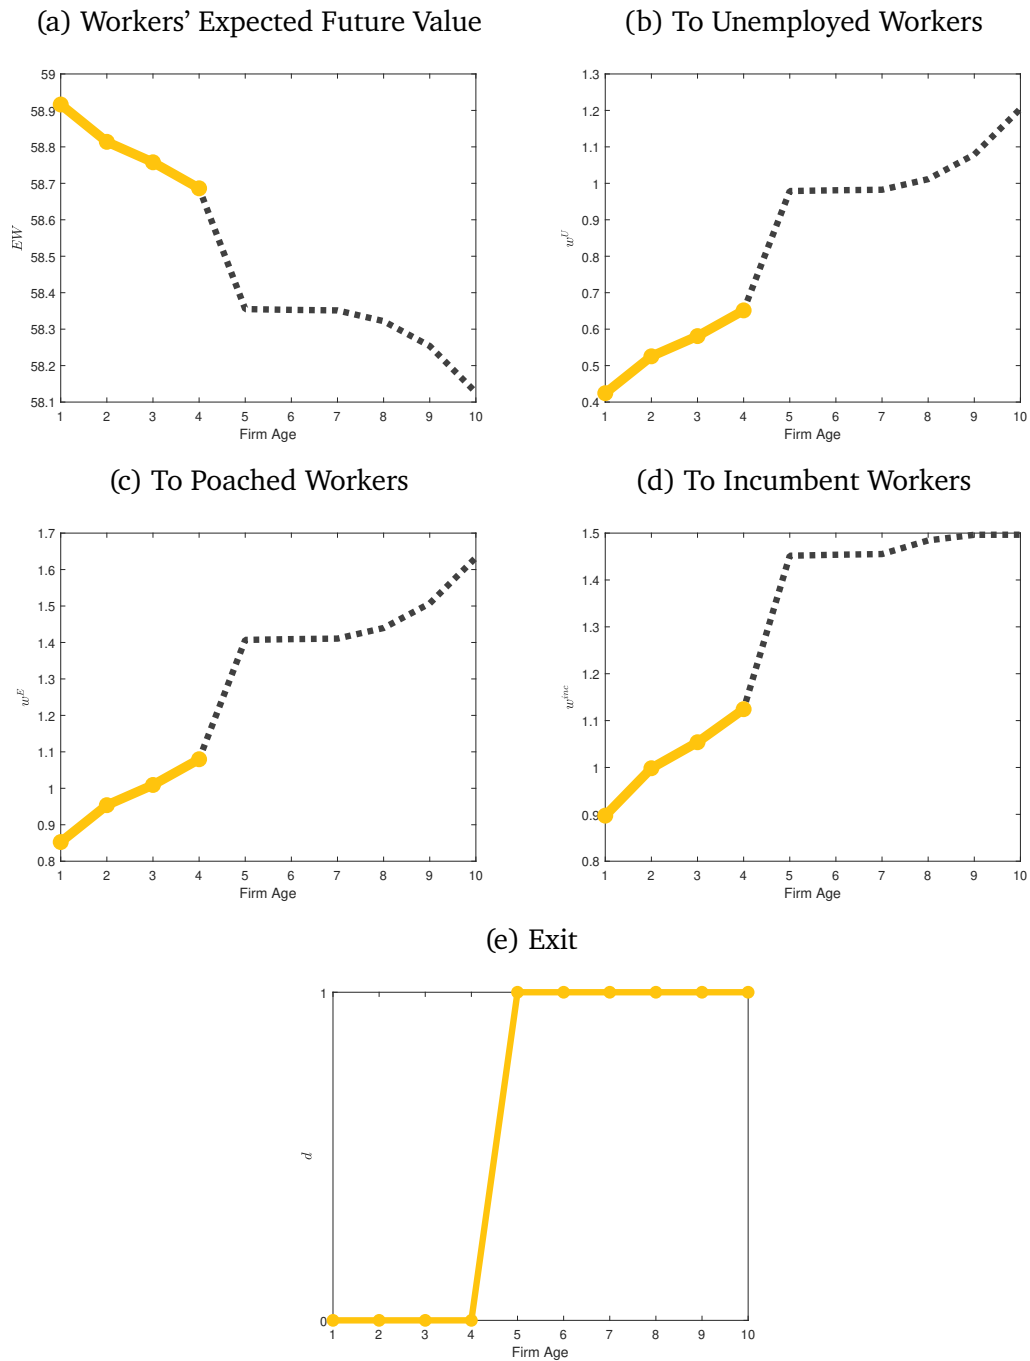 (a) Workers' Expected Future Value
59
58.9
58.8
58.7
58.6
58.5
58.4
58.3
58.2
58.1
EW
1 2 3 4 5 6 7 8 9 10
Firm Age
(b) To Unemployed Workers
1.3
1.2
1.1
1
0.9
0.8
0.7
0.6
0.5
0.4
w^U
1 2 3 4 5 6 7 8 9 10
Firm Age
(c) To Poached Workers
1.7
1.6
1.5
1.4
1.3
1.2
1.1
1
0.9
0.8
w^E
1 2 3 4 5 6 7 8 9 10
Firm Age
(d) To Incumbent Workers
1.5
1.4
1.3
1.2
1.1
1
0.9
0.8
w^{inc}
1 2 3 4 5 6 7 8 9 10
Firm Age
(e) Exit
1
0
d
1 2 3 4 5 6 7 8 9 10
Firm Age